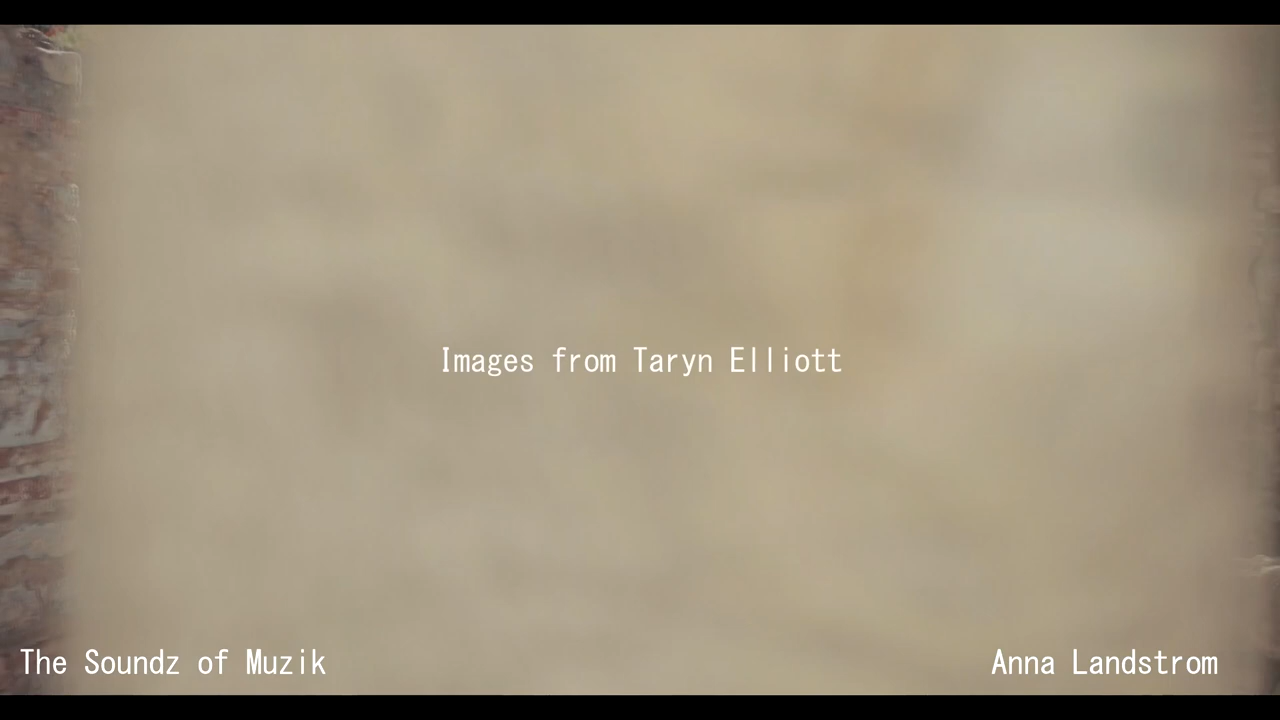 Images from Taryn Elliott
The Soundz of Muzik
Anna Landstrom